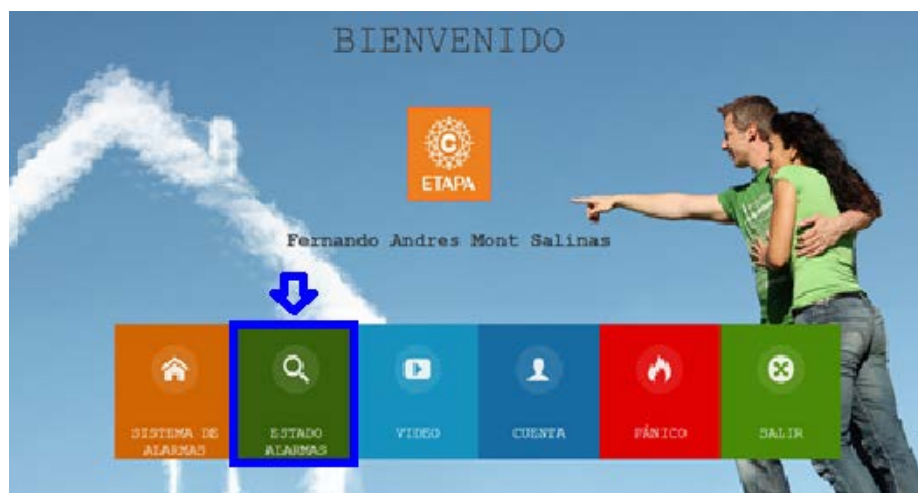 BIENVENIDO
C
ETAPA
Fernando Andres Mont Salinas
SISTEMA DE
ALARMAS
ESTADO
ALARMAS
VIDEO
CUENTA
PÁNICO
SALIR